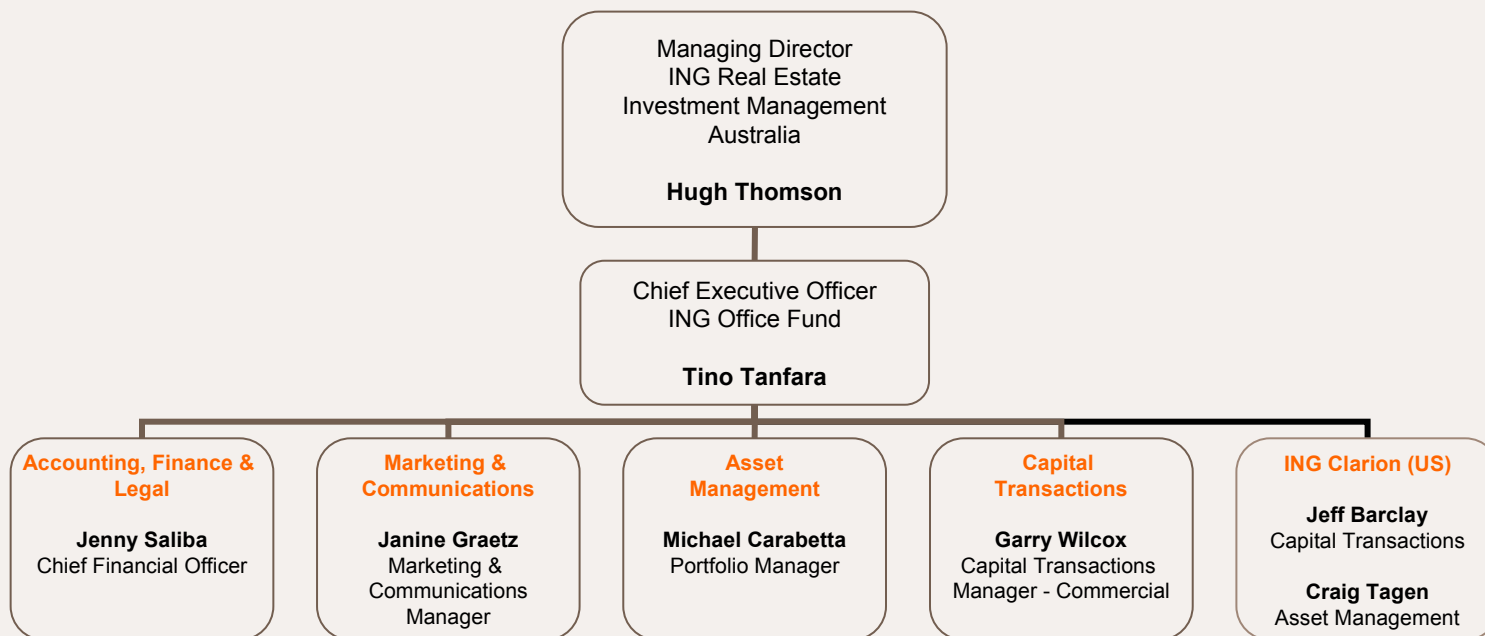 Managing Director
ING Real Estate
Investment Management
Australia
Hugh Thomson
Chief Executive Officer
ING Office Fund
Tino Tanfara
Accounting, Finance &
Legal
Jenny Saliba
Chief Financial Officer
Marketing &
Communications
Janine Graetz
Marketing &
Communications
Manager
Asset
Management
Michael Carabetta
Portfolio Manager
Capital
Transactions
Garry Wilcox
Capital Transactions
Manager - Commercial
ING Clarion (US)
Jeff Barclay
Capital Transactions
Craig Tagen
Asset Management